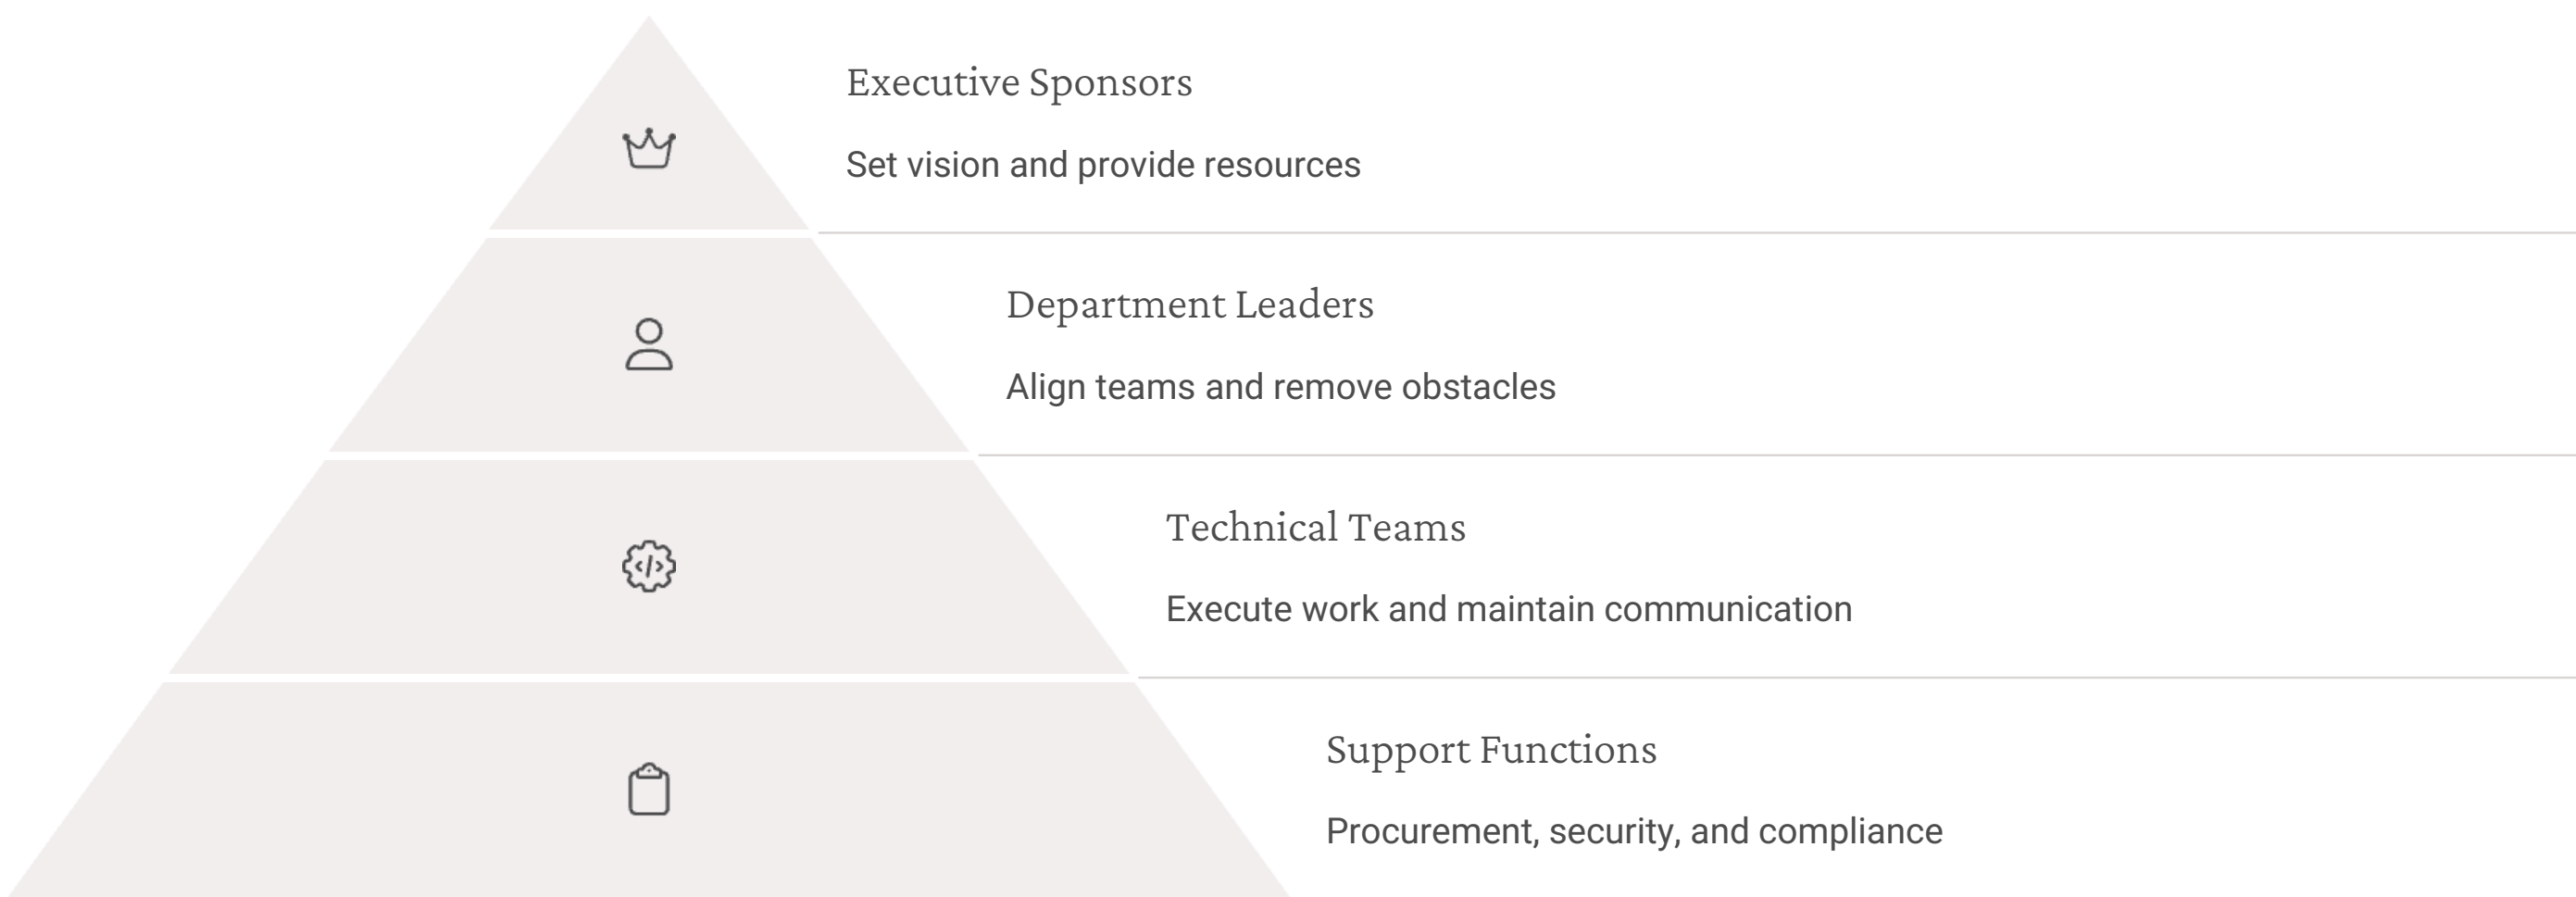 Executive Sponsors
Set vision and provide resources
Department Leaders
Align teams and remove obstacles
Technical Teams
Execute work and maintain communication
Support Functions
Procurement, security, and compliance